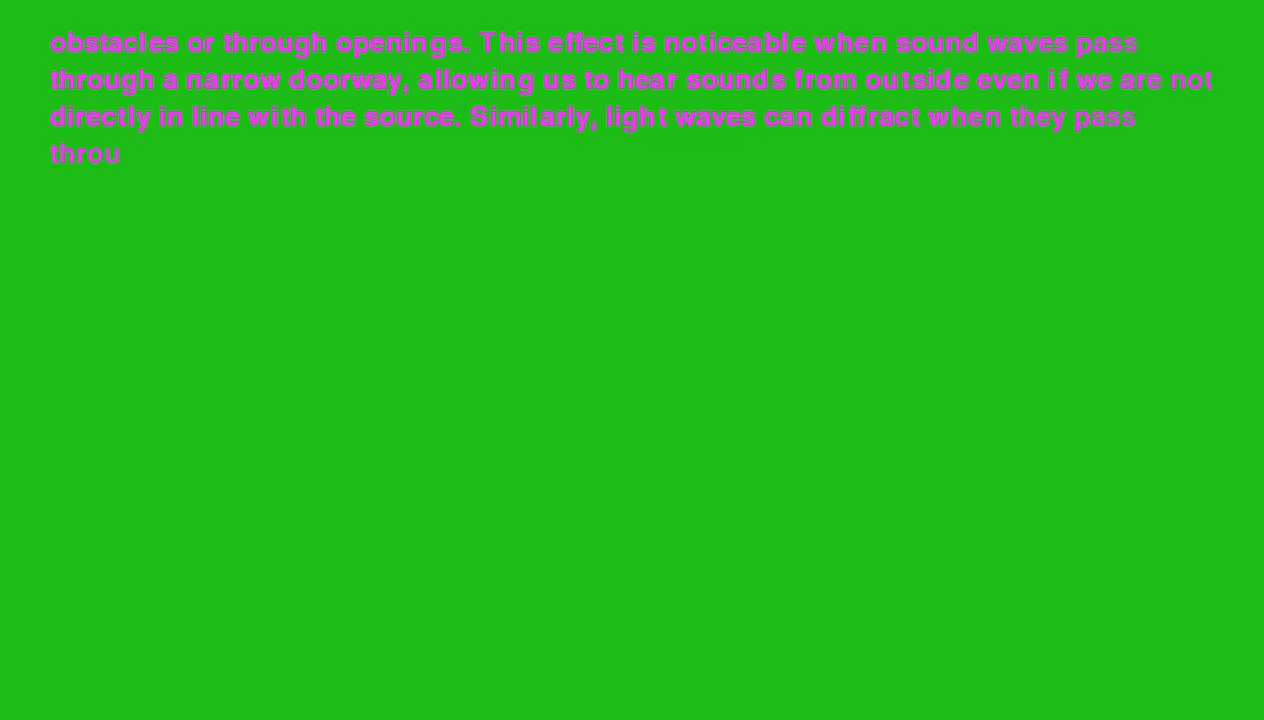 obstacles or through openings. This effect is noticeable when sound waves pass
through a narrow doorway, allowing us to hear sounds from outside even if we are not
directly in line with the source. Similarly, light waves can diffract when they pass
throu